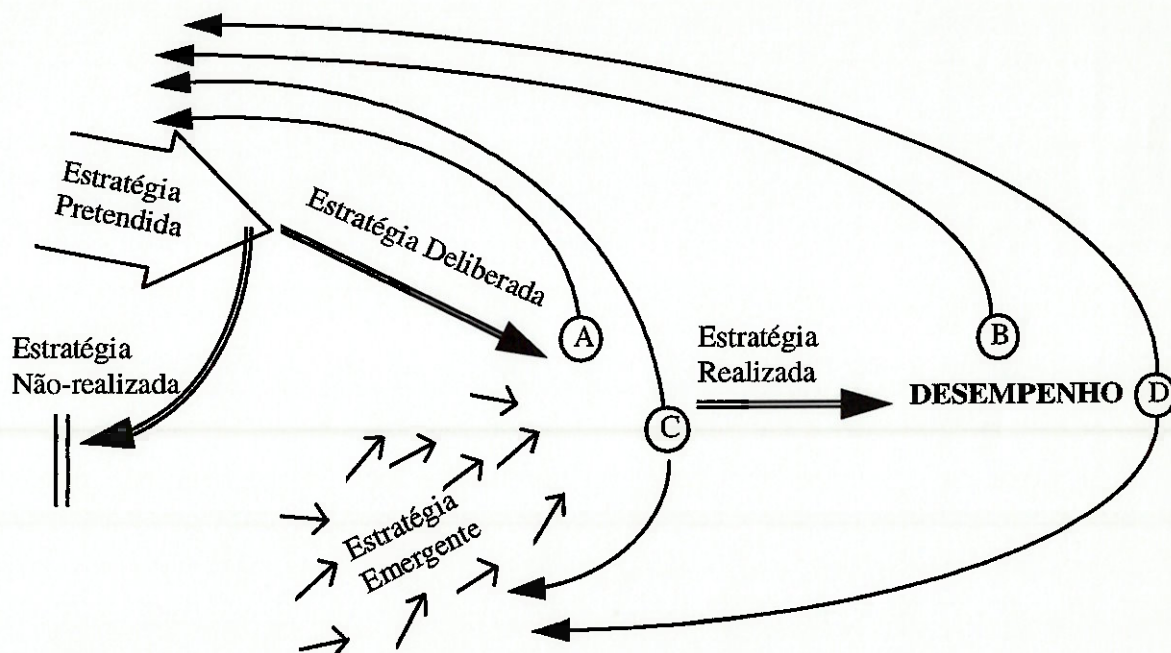 Estratégia
Pretendida
Estratégia Deliberada
A
B
Estratégia
Não-realizada
Estratégia
Realizada
DESEMPENHO
D
C
Estratégia
Emergente